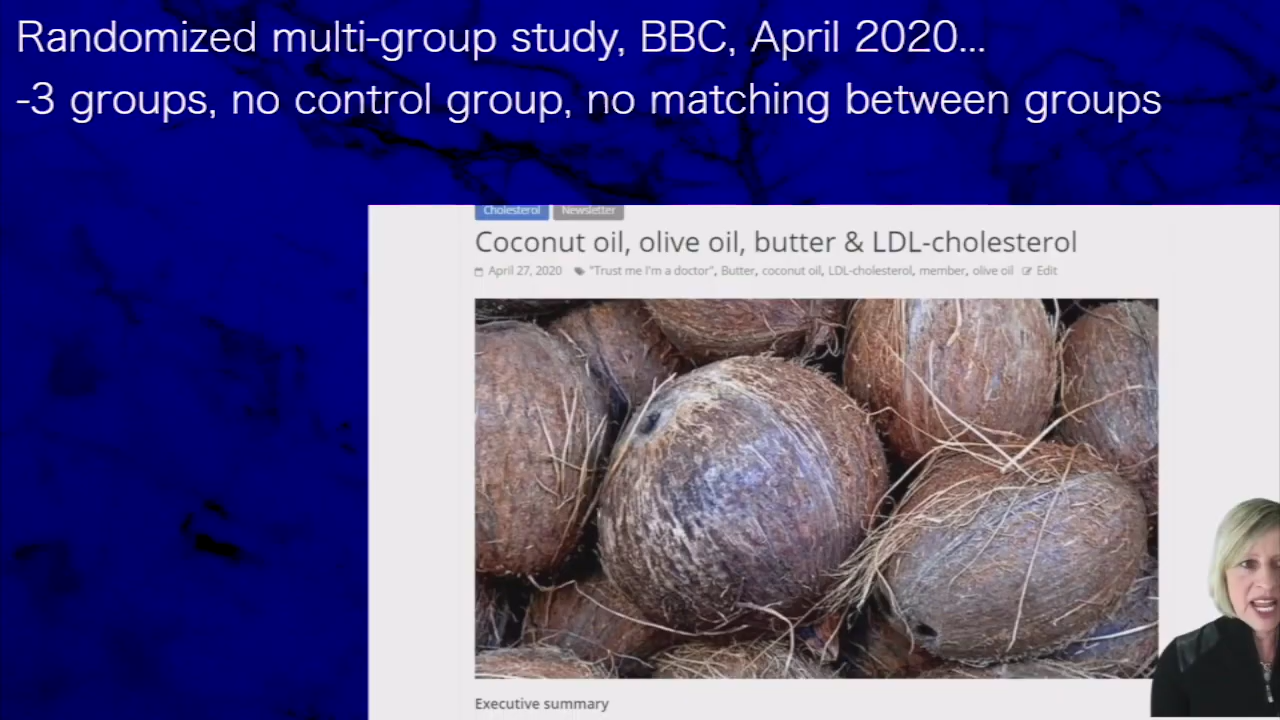 Randomized multi-group study, BBC, April 2020...
-3 groups, no control group, no matching between groups
Cholesterol Newsletter
Coconut oil, olive oil, butter & LDL-cholesterol
April 27, 2020 "Trust me I'm a doctor", Butter, coconut oil, LDL-cholesterol, member, olive oil Edit
Executive summary